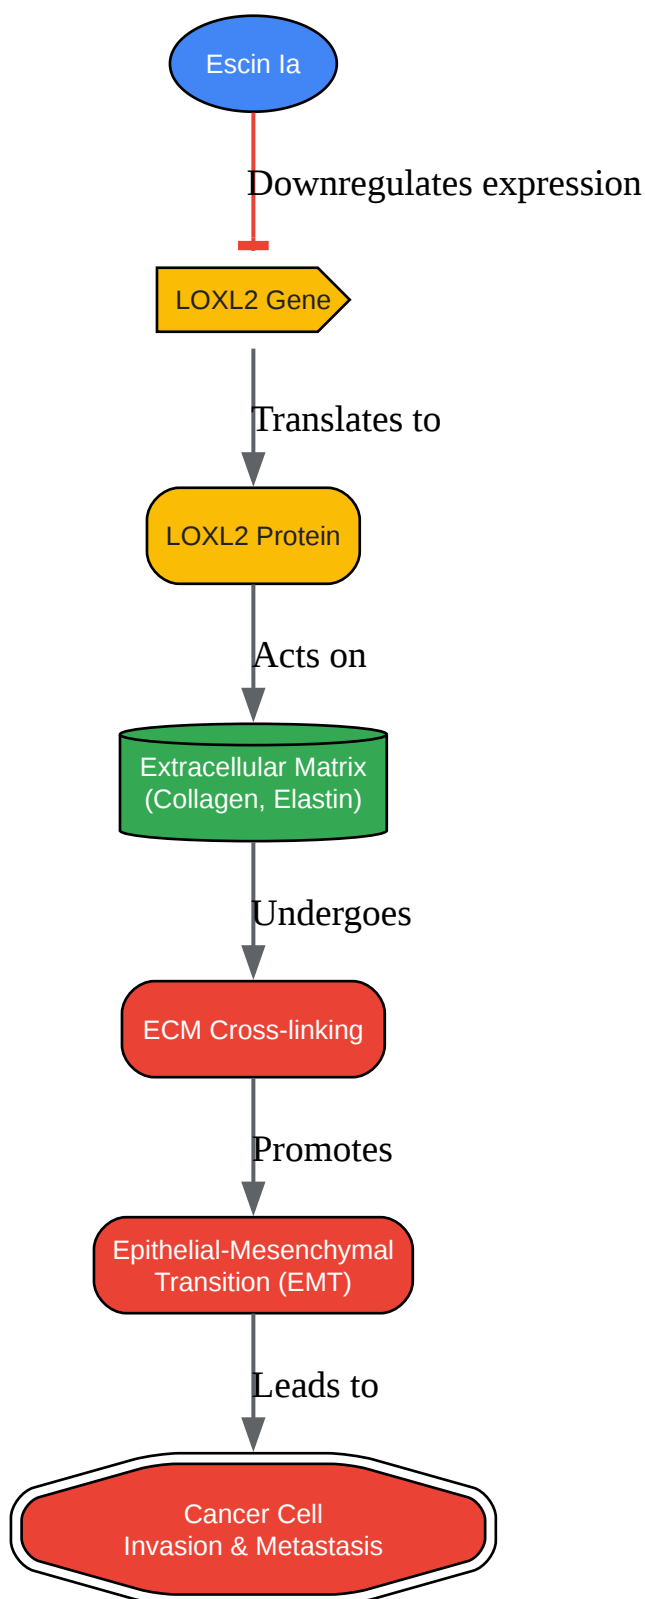 Escin Ia
Downregulates expression
LOXL2 Gene
Translates to
LOXL2 Protein
Acts on
Extracellular Matrix
(Collagen, Elastin)
Undergoes
ECM Cross-linking
Promotes
Epithelial-Mesenchymal
Transition (EMT)
Leads to
Cancer Cell
Invasion & Metastasis